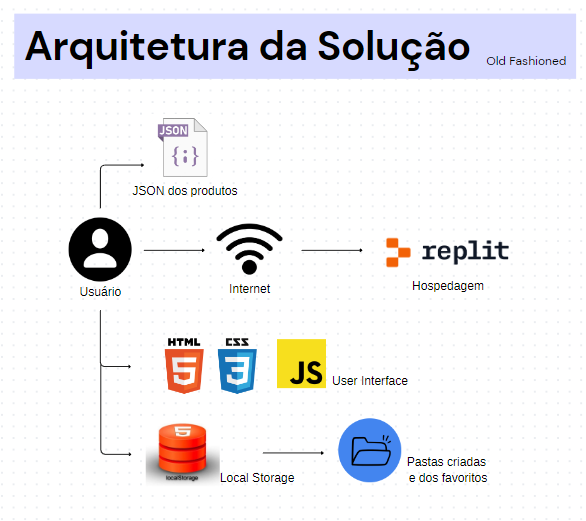 Arquitetura da Solução
Old Fashioned
JSON
{;}
JSON dos produtos
Usuário
Internet
replit
Hospedagem
HTML
5
CSS
3
JS
User Interface
5
localStorage
Local Storage
Pastas criadas
e dos favoritos